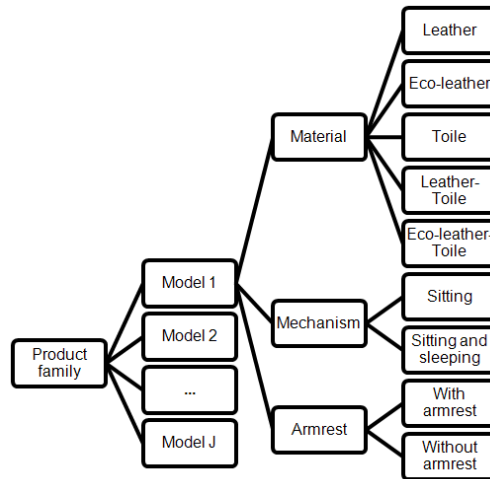 Product
family
Model 1
Model 2
...
Model J
Material
Mechanism
Armrest
Leather
Eco-leather
Toile
Leather-
Toile
Eco-leather-
Toile
Sitting
Sitting and
sleeping
With
armrest
Without
armrest